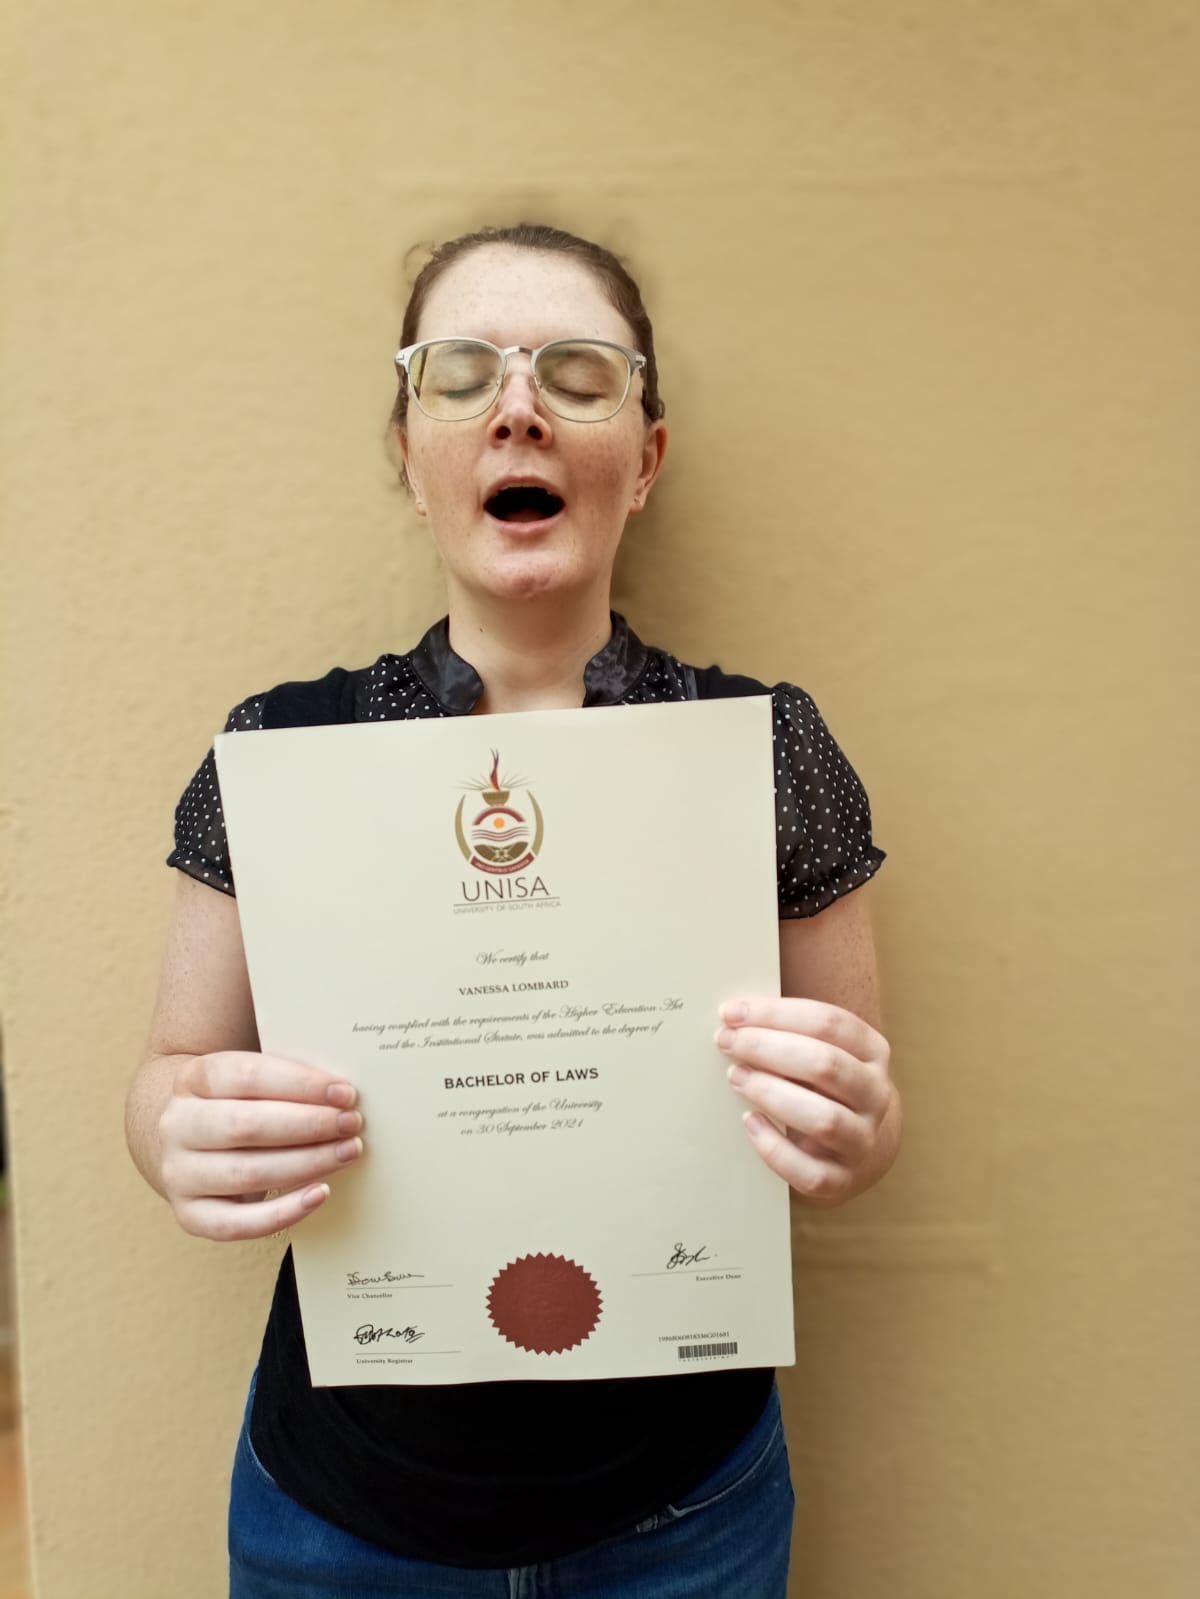 UNISA
UNIVERSITY OF SOUTH AFRICA
We certify that
VANESSA LOMBARD
having complied with the requirements of the Higher Education Act
and the Institutional Statute, was admitted to the degree of
BACHELOR OF LAWS
at a congregation of the University
on 30 September 2021
Vice Chancellor
Executive Dean
University Registrar